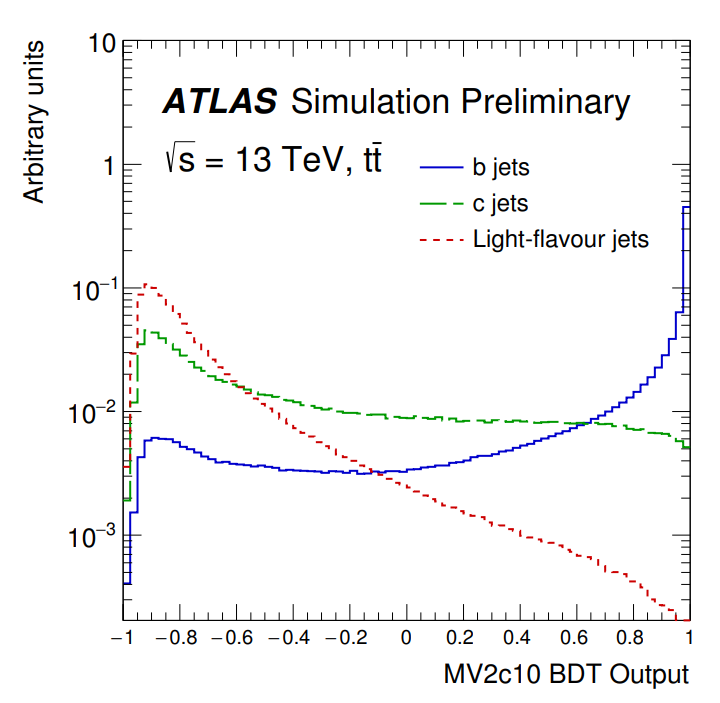 Arbitrary units
10
1
10⁻¹
10⁻²
10⁻³
ATLAS Simulation Preliminary
√s = 13 TeV, tt̄
b jets
c jets
Light-flavour jets
−1 −0.8 −0.6 −0.4 −0.2 0 0.2 0.4 0.6 0.8 1
MV2c10 BDT Output